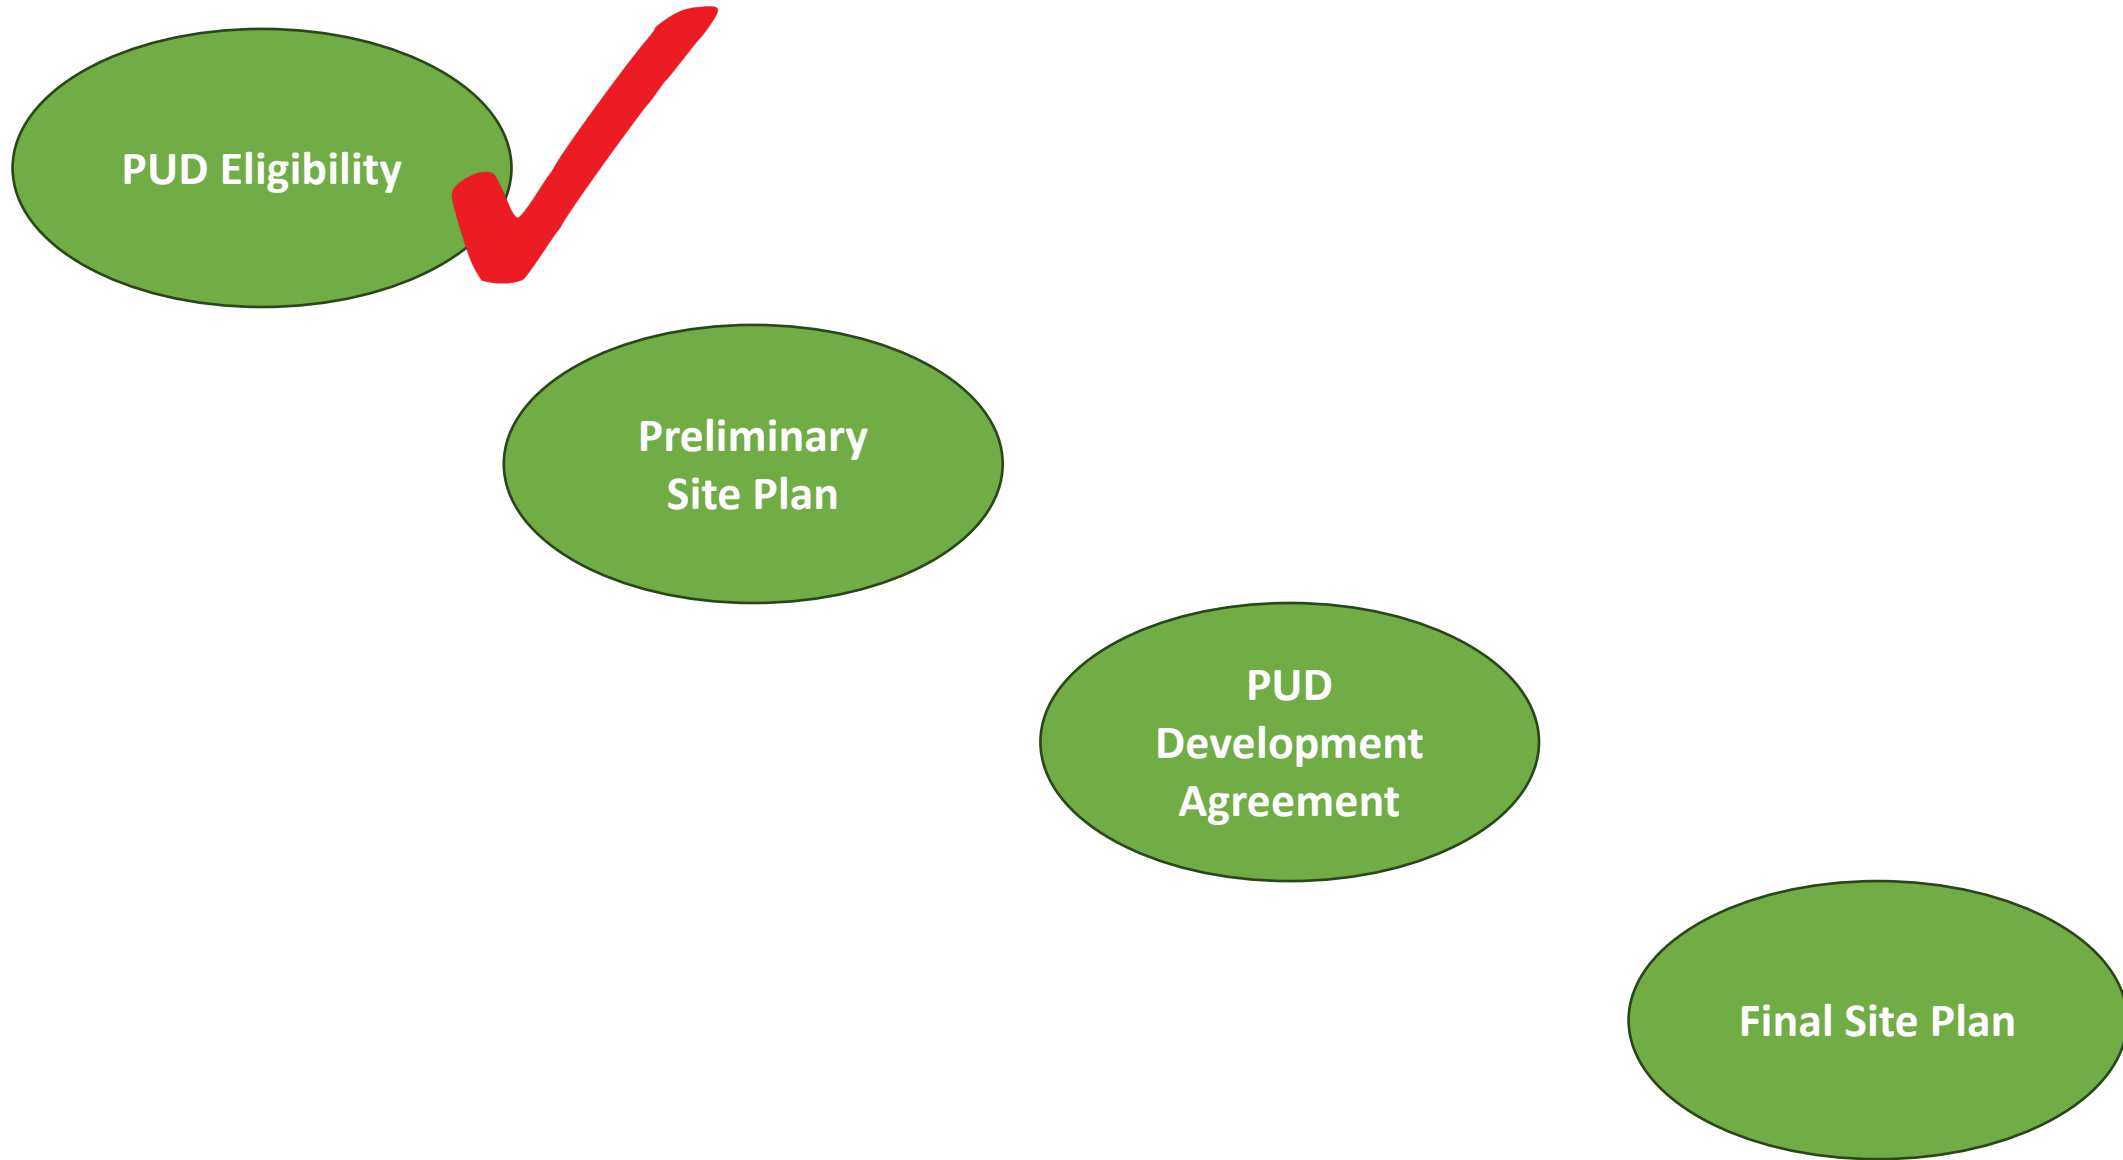 PUD Eligibility
Preliminary
Site Plan
PUD
Development
Agreement
Final Site Plan